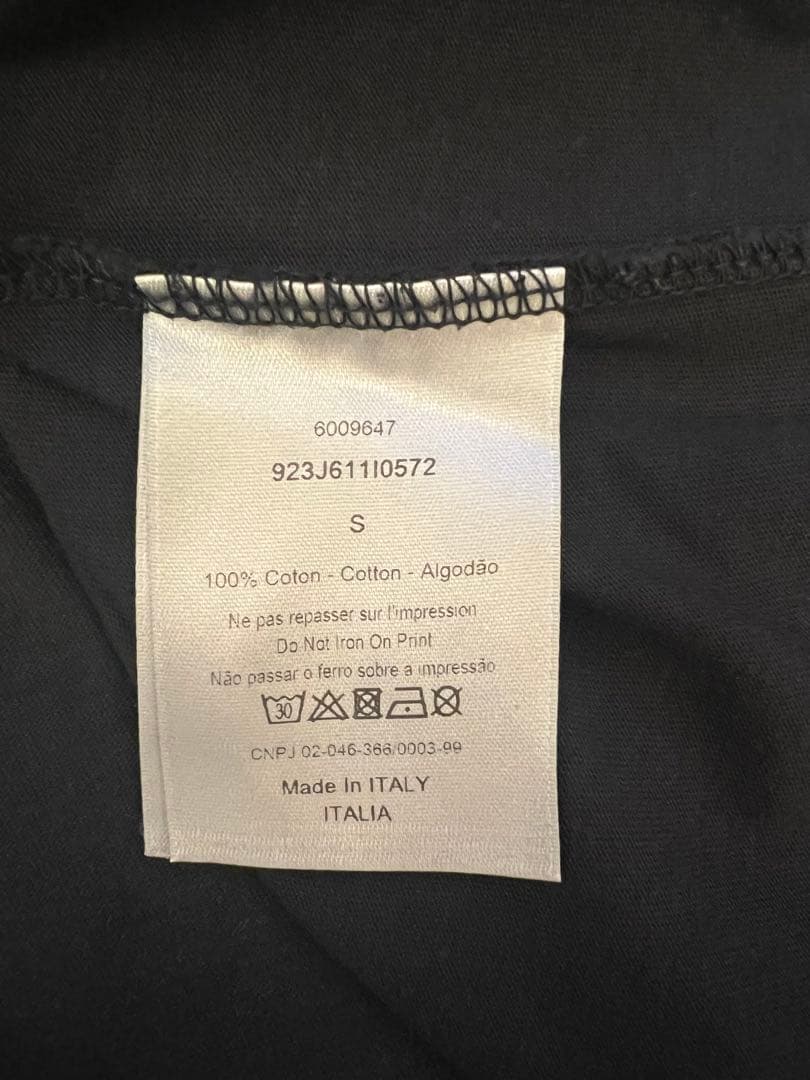 6009647
923J611I0572
S
100% Coton - Cotton - Algodão
Ne pas repasser sur l'impression
Do Not Iron On Print
Não passar o ferro sobre a impressão
30
CNPJ 02-046-366/0003-99
Made In ITALY
ITALIA